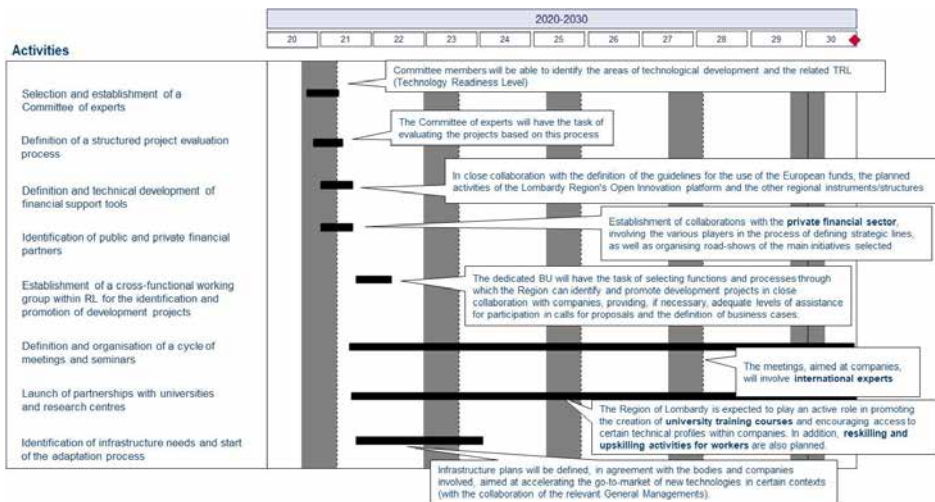 2020-2030
20 21 22 23 24 25 26 27 28 29 30
Activities
Committee members will be able to identify the areas of technological development and the related TRL
(Technology Readiness Level)
Selection and establishment of a
Committee of experts
The Committee of experts will have the task of
evaluating the projects based on this process
Definition of a structured project evaluation
process
In close collaboration with the definition of the guidelines for the use of the European funds, the planned
activities of the Lombardy Region's Open Innovation platform and the other regional instruments/structures
Definition and technical development of
financial support tools
Establishment of collaborations with the private financial sector,
involving the various players in the process of defining strategic lines,
as well as organising road-shows of the main initiatives selected
Identification of public and private financial
partners
The dedicated BU will have the task of selecting functions and processes through
which the Region can identify and promote development projects in close
collaboration with companies, providing, if necessary, adequate levels of assistance
for participation in calls for proposals and the definition of business cases.
Establishment of a cross-functional working
group within RL for the identification and
promotion of development projects
Definition and organisation of a cycle of
meetings and seminars
The meetings, aimed at companies,
will involve international experts
Launch of partnerships with universities
and research centres
The Region of Lombardy is expected to play an active role in promoting
the creation of university training courses and encouraging access to
certain technical profiles within companies. In addition, reskilling and
upskilling activities for workers are also planned.
Identification of infrastructure needs and start
of the adaptation process
Infrastructure plans will be defined, in agreement with the bodies and companies
involved, aimed at accelerating the go-to-market of new technologies in certain contexts
(with the collaboration of the relevant General Managements).